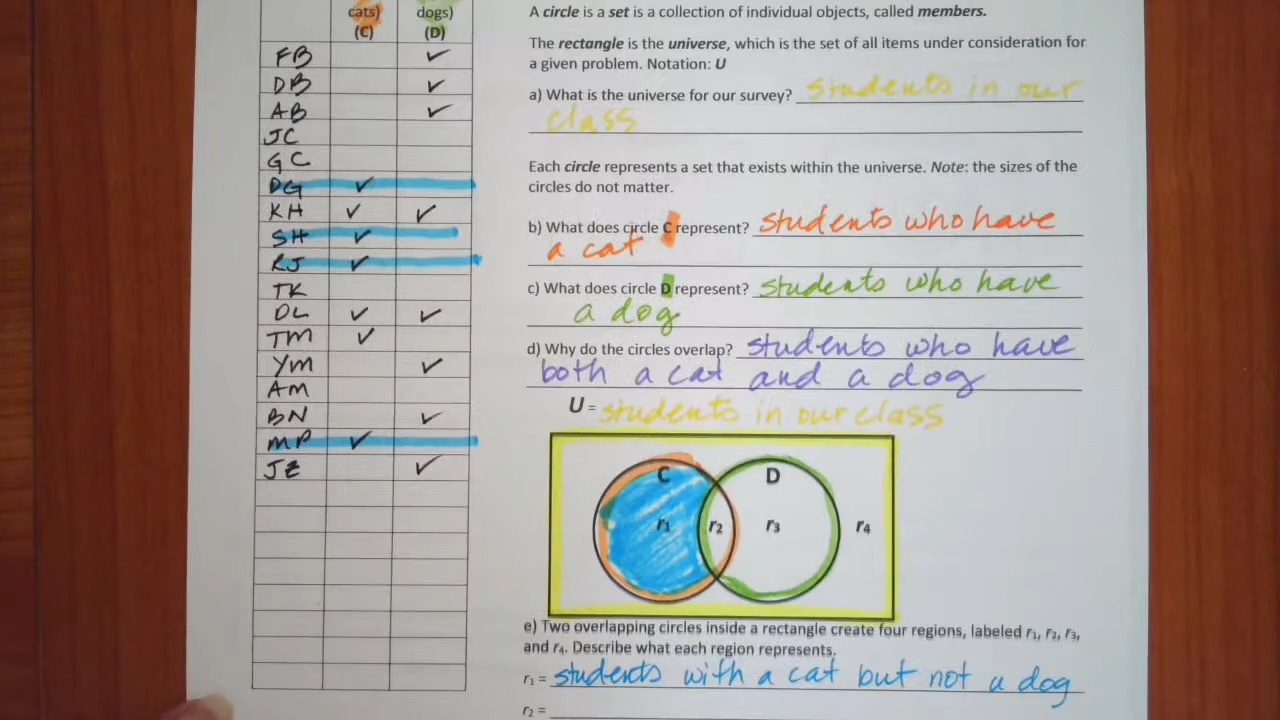 cats)
dogs)
(C)
(D)
FB ✓
DB ✓
AB ✓
JC
GC
DG ✓
KH ✓ ✓
SH ✓
RJ ✓
TK
DL ✓ ✓
TM ✓
YM ✓
AM
BN ✓
MP ✓
JZ ✓
A circle is a set is a collection of individual objects, called members.
The rectangle is the universe, which is the set of all items under consideration for
a given problem. Notation: U
a) What is the universe for our survey? students in our
class
Each circle represents a set that exists within the universe. Note: the sizes of the
circles do not matter.
b) What does circle C represent? students who have
a cat
c) What does circle D represent? students who have
a dog
d) Why do the circles overlap? students who have
both a cat and a dog
U = students in our class
C D
r1 r2 r3 r4
e) Two overlapping circles inside a rectangle create four regions, labeled r1, r2, r3,
and r4. Describe what each region represents.
r1 = students with a cat but not a dog
r2 =